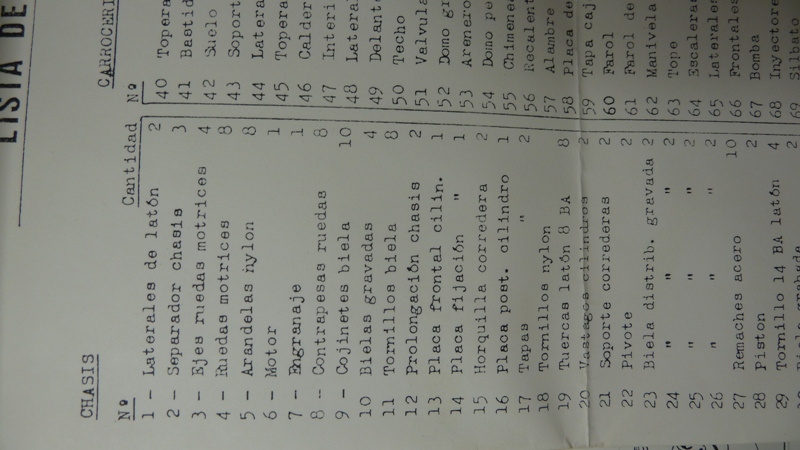 LISTA DE
CHASIS
Nº Cantidad
1 - Laterales de latón 2
2 - Separador chasis 3
3 - Ejes ruedas motrices 4
4 - Ruedas motrices 8
5 - Arandelas nylon 8
6 - Motor 1
7 - Engranaje 1
8 - Contrapesas ruedas 8
9 - Cojinetes biela 10
10 Bielas gravadas 4
11 Tornillos biela 8
12 Prolongación chasis 2
13 Placa frontal cilin. 1
14 Placa fijación " 1
15 Horquilla corredera 2
16 Placa post. cilindro 1
17 Tapas " 2
18 Tornillos nylon
19 Tuercas latón 8 BA 8
20 Vastagos cilindros 2
21 Soporte correderas 2
22 Pivote 2
23 Biela distrib. gravada 2
24 " " 2
25 " " 2
26 " " 2
27 Remaches acero 10
28 Piston 2
29 Tornillo 14 BA latón 4
2
CARROCERI
Nº
40 Topera
41 Bastid
42 Suelo
43 Soport
44 Latera
45 Topera
46 Calder
47 Interi
48 Latera
49 Delant
50 Techo
51 Valvula
52 Domo gr
53 Arenero
54 Domo pe
55 Chimene
56 Recalent
57 Alambre
58 Placa de
59 Tapa caj
60 Farol
61 Farol de
62 Manivela
63 Tope
64 Escalera
65 Laterales
66 Frontales
67 Bomba
68 Inyectore
69 Silbato